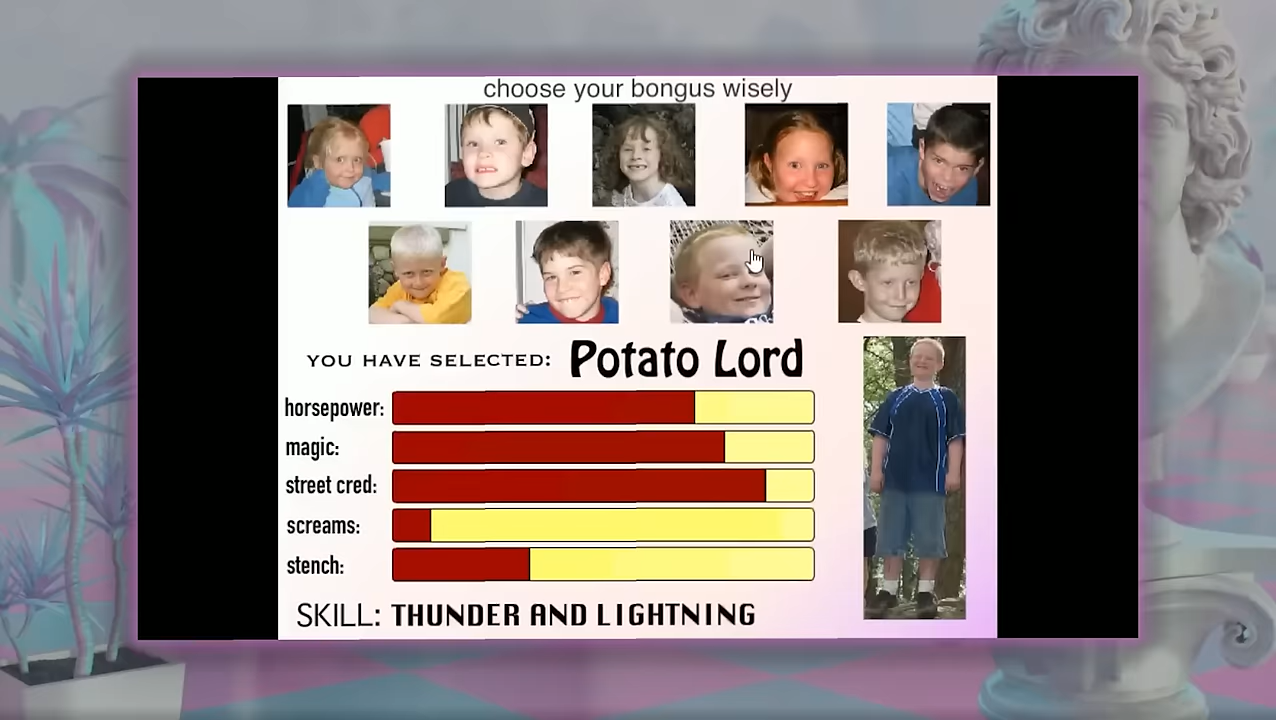 choose your bongus wisely
YOU HAVE SELECTED: Potato Lord
horsepower:
magic:
street cred:
screams:
stench:
SKILL: THUNDER AND LIGHTNING